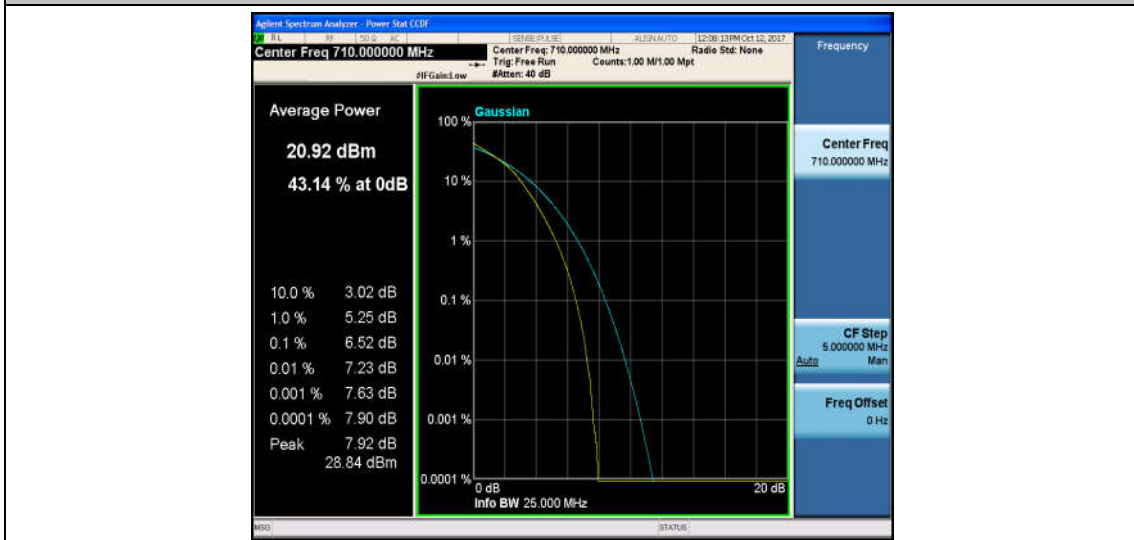 Agilent Spectrum Analyzer - Power Stat CCDF
RL RF 50 Ω AC SENSE:PULSE ALIGN AUTO 12:08:13 PM Oct 12, 2017
Center Freq 710.000000 MHz
Center Freq: 710.000000 MHz Radio Std: None
Trig: Free Run Counts:1.00 M/1.00 Mpt
#IFGain:Low #Atten: 40 dB
Frequency
Average Power
20.92 dBm
43.14 % at 0dB
10.0 % 3.02 dB
1.0 % 5.25 dB
0.1 % 6.52 dB
0.01 % 7.23 dB
0.001 % 7.63 dB
0.0001 % 7.90 dB
Peak 7.92 dB
28.84 dBm
Gaussian
100 %
10 %
1 %
0.1 %
0.01 %
0.001 %
0.0001 %
0 dB 20 dB
Info BW 25.000 MHz
Center Freq
710.000000 MHz
CF Step
5.000000 MHz
Auto Man
Freq Offset
0 Hz
MSG STATUS